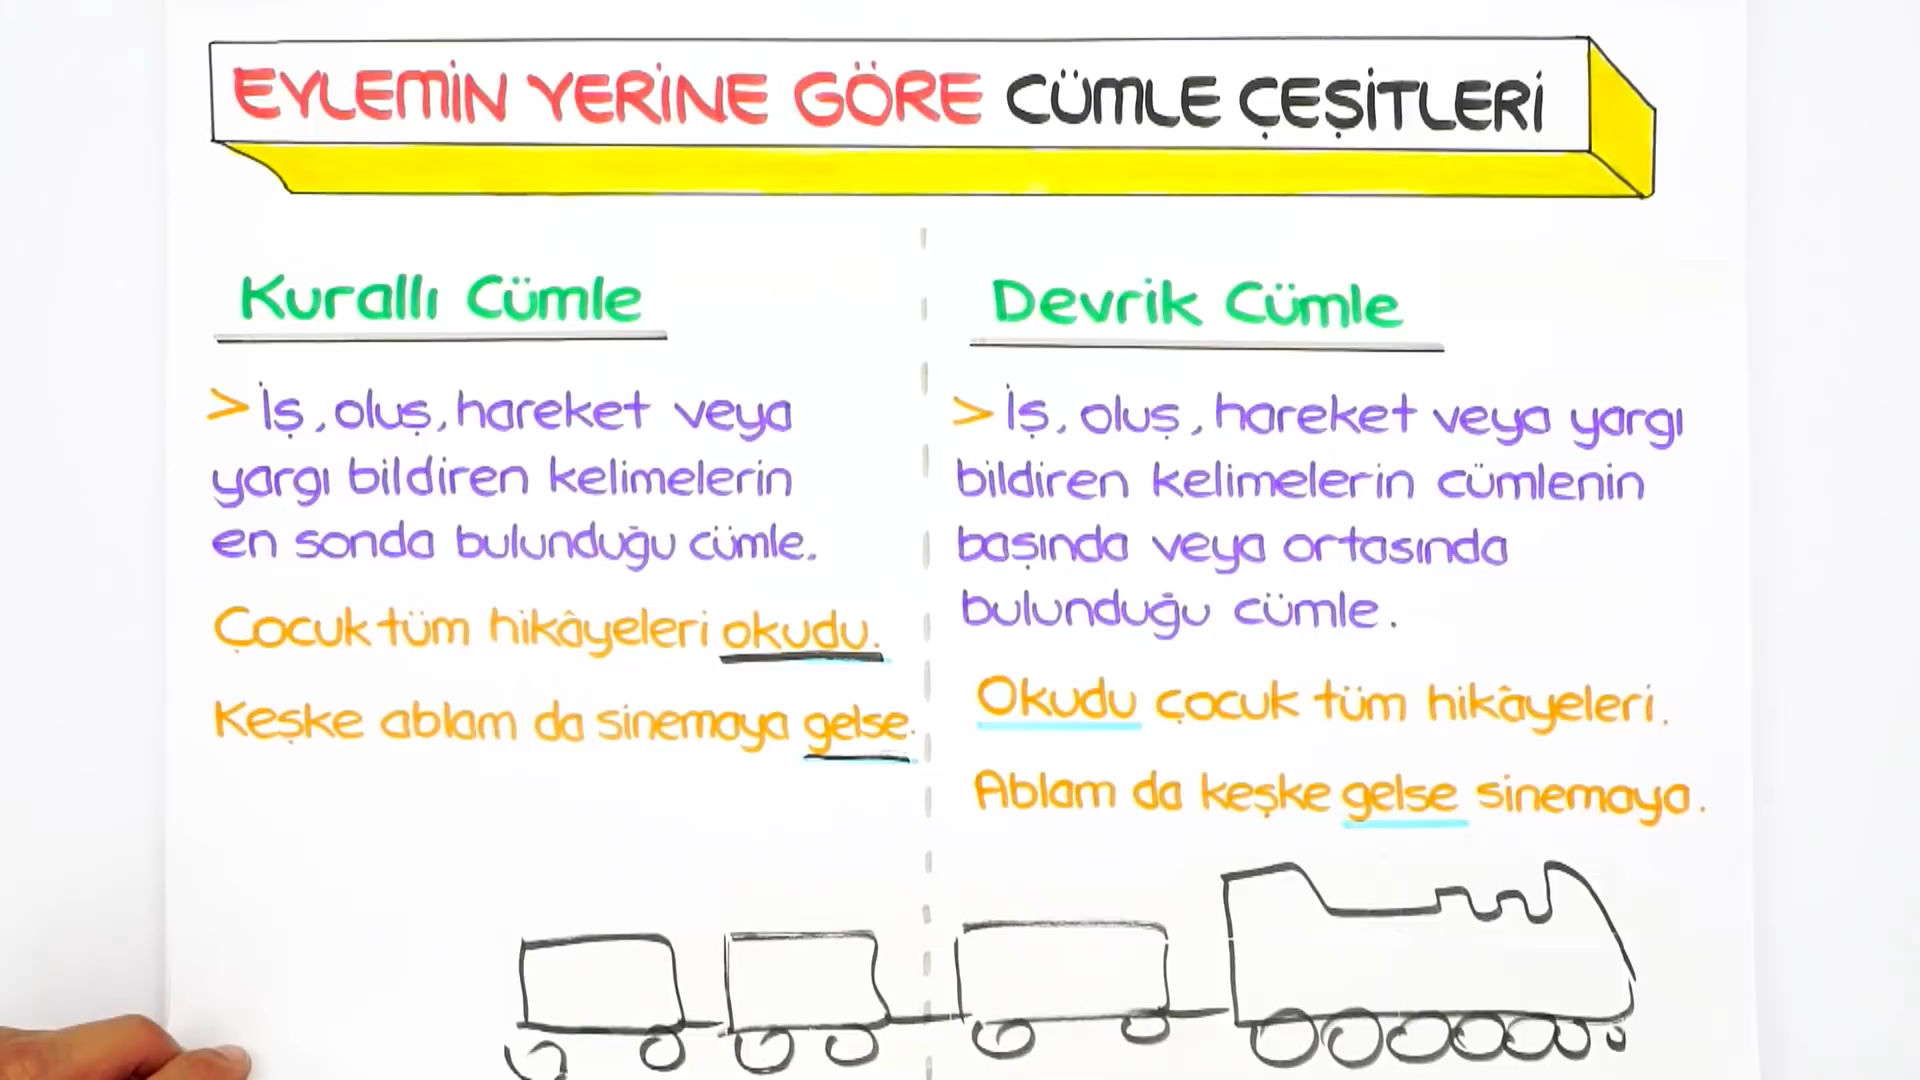 EYLEMİN YERİNE GÖRE CÜMLE ÇEŞİTLERİ
Kurallı Cümle
> İş, oluş, hareket veya
yargı bildiren kelimelerin
en sonda bulunduğu cümle.
Çocuk tüm hikâyeleri okudu.
Keşke ablam da sinemaya gelse.
Devrik Cümle
> İş, oluş, hareket veya yargı
bildiren kelimelerin cümlenin
başında veya ortasında
bulunduğu cümle.
Okudu çocuk tüm hikâyeleri.
Ablam da keşke gelse sinemaya.